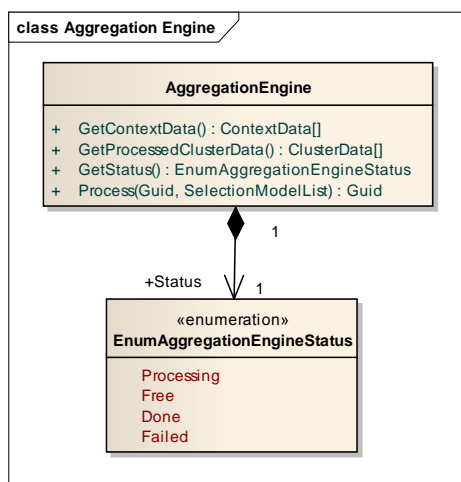 class Aggregation Engine
AggregationEngine
+ GetContextData() : ContextData[]
+ GetProcessedClusterData() : ClusterData[]
+ GetStatus() : EnumAggregationEngineStatus
+ Process(Guid, SelectionModelList) : Guid
1
+Status
1
«enumeration»
EnumAggregationEngineStatus
Processing
Free
Done
Failed